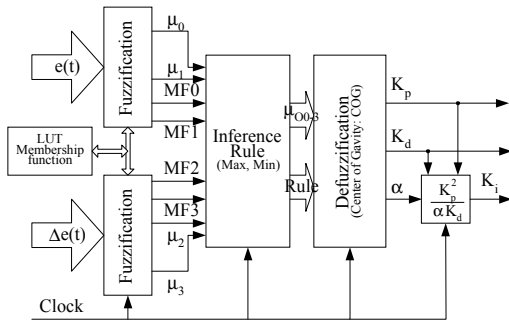 e(t)
Fuzzification
μ0
μ1
MF0
MF1
LUT
Membership
function
Δe(t)
Fuzzification
MF2
MF3
μ2
μ3
Inference
Rule
(Max, Min)
μO0-3
Rule
Defuzzification
(Center of Gavity: COG)
Kp
Kd
α
Kp2
αKd
Ki
Clock